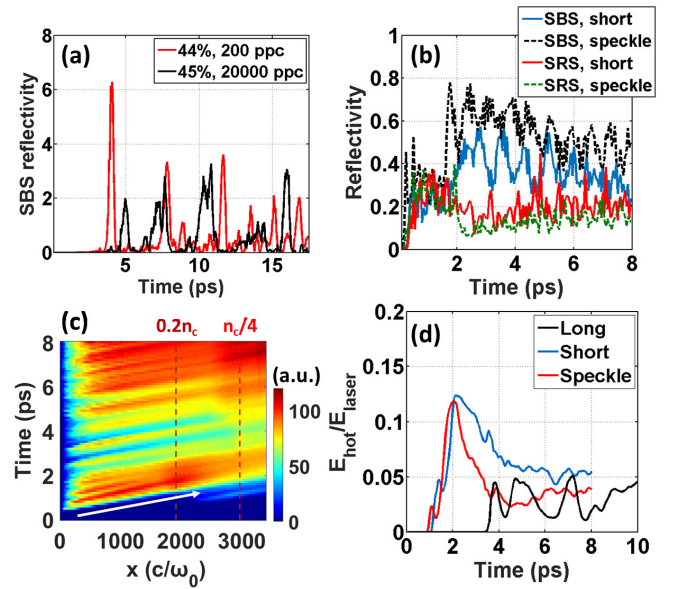 (a)
44%, 200 ppc
45%, 20000 ppc
SBS reflectivity
8
6
4
2
0
5
10
15
Time (ps)
(b)
SBS, short
SBS, speckle
SRS, short
SRS, speckle
Reflectivity
1
0.8
0.6
0.4
0.2
0
2
4
6
8
Time (ps)
(c)
0.2n_c
n_c/4
(a.u.)
100
50
0
Time (ps)
8
6
4
2
0
0
1000
2000
3000
x (c/ω₀)
(d)
Long
Short
Speckle
E_hot/E_laser
0.2
0.15
0.1
0.05
0
0
2
4
6
8
10
Time (ps)